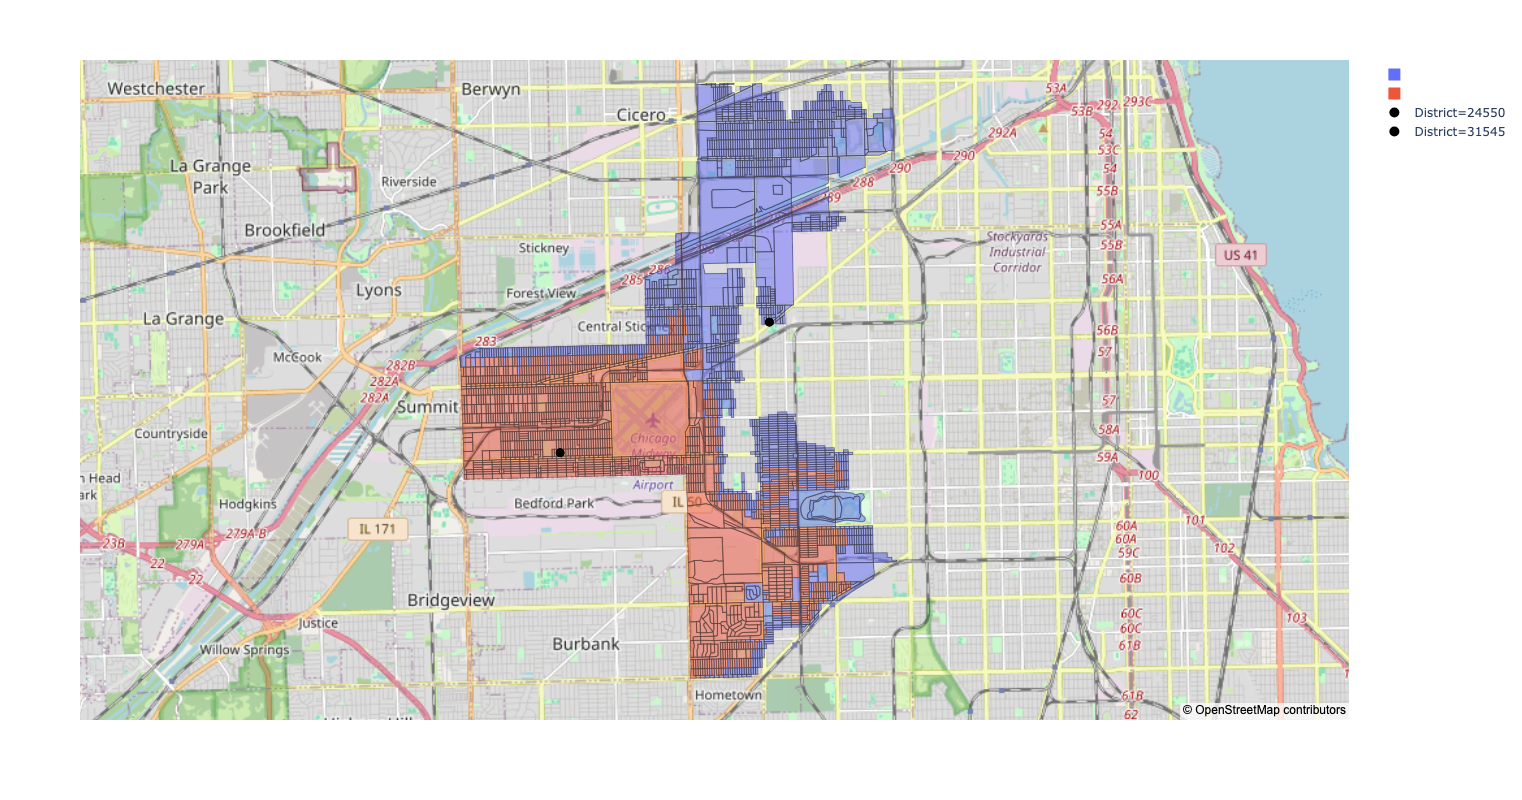 Westchester
Berwyn
Cicero
53A
53B
292
293C
District=24550
District=31545
292A
54
53C
290
54
La Grange
Park
Riverside
288
290
55B
289
Brookfield
Stickney
55A
55B
Stockyards
Industrial
Corridor
US 41
286
285
56A
Lyons
Forest View
La Grange
Central Stickne
283
56B
57
McCook
282B
282A
282A
Summit
57
58A
Countryside
Chicago
Midway
Airport
59A
100
n Head
ark
Hodgkins
Bedford Park
IL 50
279A-B
IL 171
23B
279A
22
22
60A
60A
59C
101
102
60B
Bridgeview
Justice
60C
60C
61B
103
Burbank
Willow Springs
Hometown
61B
62
1
© OpenStreetMap contributors